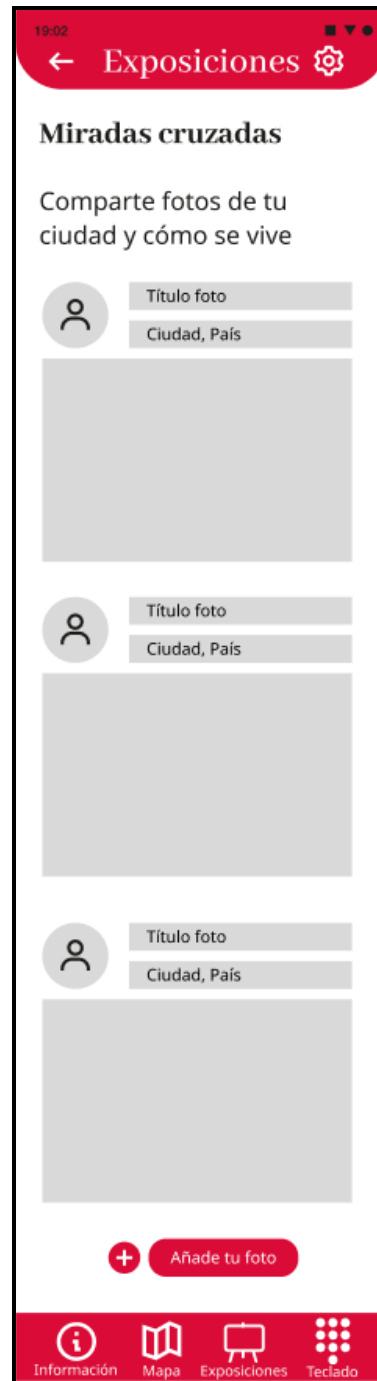 19:02
Exposiciones
Miradas cruzadas
Comparte fotos de tu
ciudad y cómo se vive
Título foto
Ciudad, País
Título foto
Ciudad, País
Título foto
Ciudad, País
Añade tu foto
Información Mapa Exposiciones Teclado